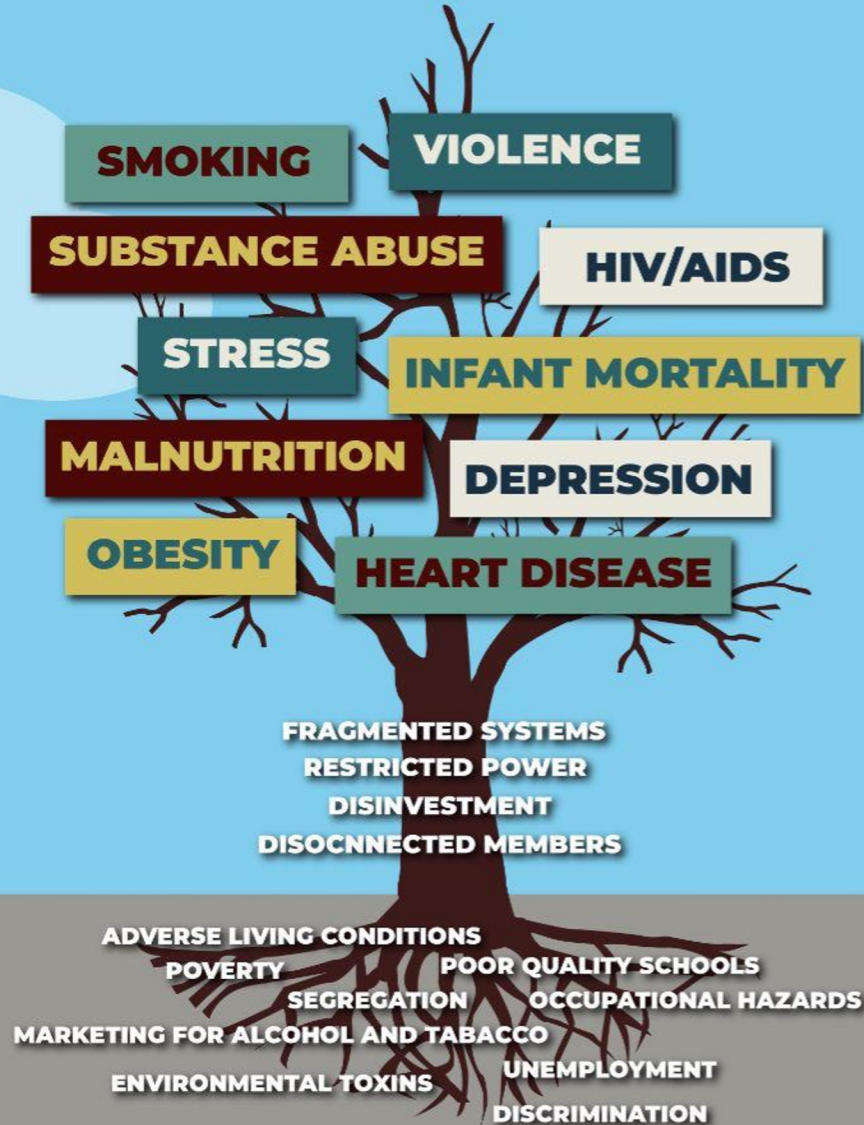 SMOKING
VIOLENCE
SUBSTANCE ABUSE
HIV/AIDS
STRESS
INFANT MORTALITY
MALNUTRITION
DEPRESSION
OBESITY
HEART DISEASE
FRAGMENTED SYSTEMS
RESTRICTED POWER
DISINVESTMENT
DISOCNNECTED MEMBERS
ADVERSE LIVING CONDITIONS
POVERTY
POOR QUALITY SCHOOLS
SEGREGATION
OCCUPATIONAL HAZARDS
MARKETING FOR ALCOHOL AND TABACCO
UNEMPLOYMENT
ENVIRONMENTAL TOXINS
DISCRIMINATION